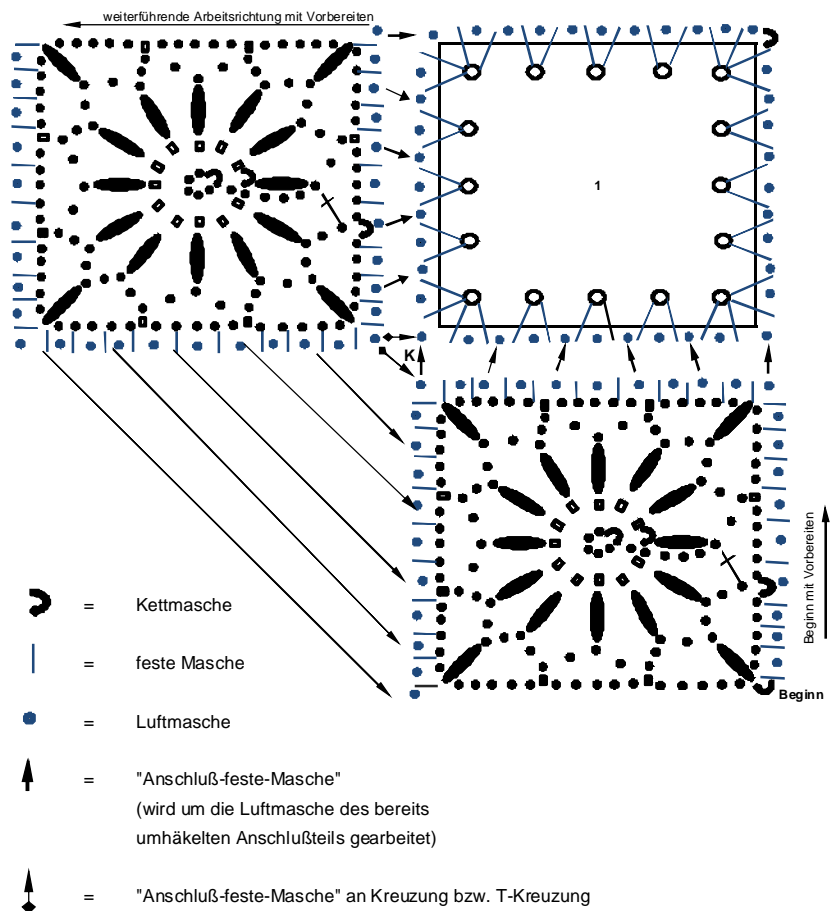 weiterführende Arbeitsrichtung mit Vorbereiten
1
K
Beginn mit Vorbereiten
Beginn
= Kettmasche
= feste Masche
= Luftmasche
= "Anschluß-feste-Masche"
(wird um die Luftmasche des bereits
umhäkelten Anschlußteils gearbeitet)
= "Anschluß-feste-Masche" an Kreuzung bzw. T-Kreuzung